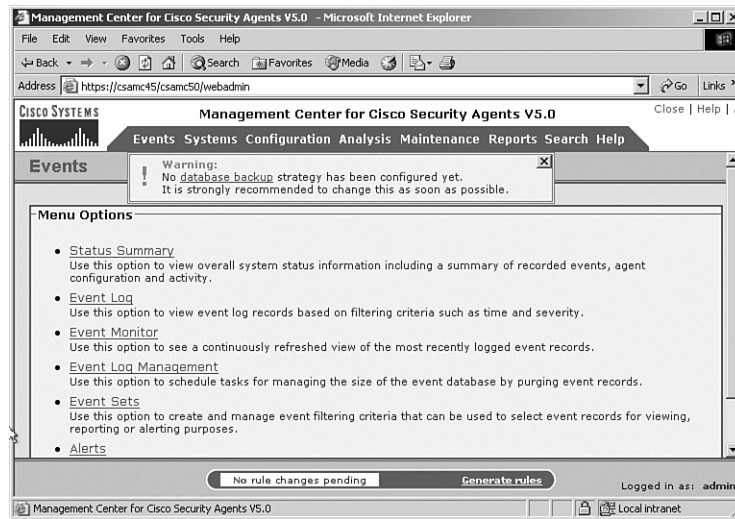 Management Center for Cisco Security Agents V5.0 - Microsoft Internet Explorer
File Edit View Favorites Tools Help
Back Search Favorites Media
Address https://csamc45/csamc50/webadmin Go Links
CISCO SYSTEMS
Close | Help |
Management Center for Cisco Security Agents V5.0
Events Systems Configuration Analysis Maintenance Reports Search Help
Events
Warning:
No database backup strategy has been configured yet.
It is strongly recommended to change this as soon as possible.
Menu Options
• Status Summary
Use this option to view overall system status information including a summary of recorded events, agent
configuration and activity.
• Event Log
Use this option to view event log records based on filtering criteria such as time and severity.
• Event Monitor
Use this option to see a continuously refreshed view of the most recently logged event records.
• Event Log Management
Use this option to schedule tasks for managing the size of the event database by purging event records.
• Event Sets
Use this option to create and manage event filtering criteria that can be used to select event records for viewing,
reporting or alerting purposes.
• Alerts
No rule changes pending Generate rules
Logged in as: admin
Management Center for Cisco Security Agents V5.0 Local intranet